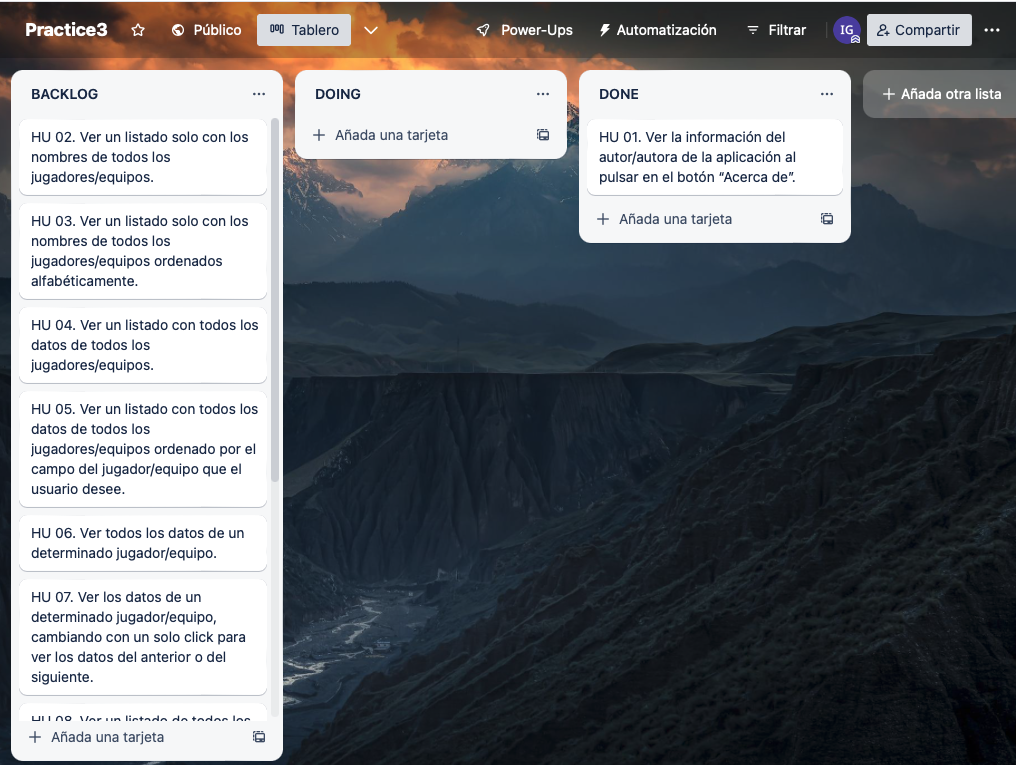 Practice3
Público
Tablero
Power-Ups
Automatización
Filtrar
IG
Compartir
BACKLOG
HU 02. Ver un listado solo con los
nombres de todos los
jugadores/equipos.
HU 03. Ver un listado solo con los
nombres de todos los
jugadores/equipos ordenados
alfabéticamente.
HU 04. Ver un listado con todos los
datos de todos los
jugadores/equipos.
HU 05. Ver un listado con todos los
datos de todos los
jugadores/equipos ordenado por el
campo del jugador/equipo que el
usuario desee.
HU 06. Ver todos los datos de un
determinado jugador/equipo.
HU 07. Ver los datos de un
determinado jugador/equipo,
cambiando con un solo click para
ver los datos del anterior o del
siguiente.
HU 08. Ver un listado de todos los
Añada una tarjeta
DOING
Añada una tarjeta
DONE
HU 01. Ver la información del
autor/autora de la aplicación al
pulsar en el botón “Acerca de”.
Añada una tarjeta
Añada otra lista